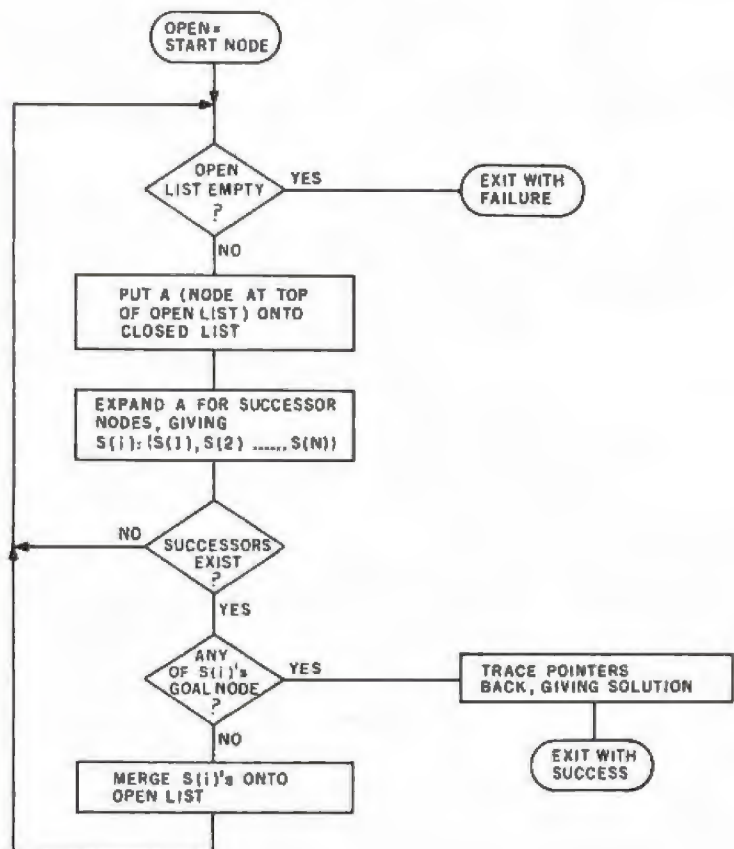 OPEN=
START NODE
OPEN
LIST EMPTY
?
YES
EXIT WITH
FAILURE
NO
PUT A (NODE AT TOP
OF OPEN LIST) ONTO
CLOSED LIST
EXPAND A FOR SUCCESSOR
NODES, GIVING
S(i):(S(1), S(2) ......, S(N))
NO
SUCCESSORS
EXIST
?
YES
ANY
OF S(i)'s
GOAL NODE
?
YES
TRACE POINTERS
BACK, GIVING SOLUTION
NO
EXIT WITH
SUCCESS
MERGE S(i)'s ONTO
OPEN LIST